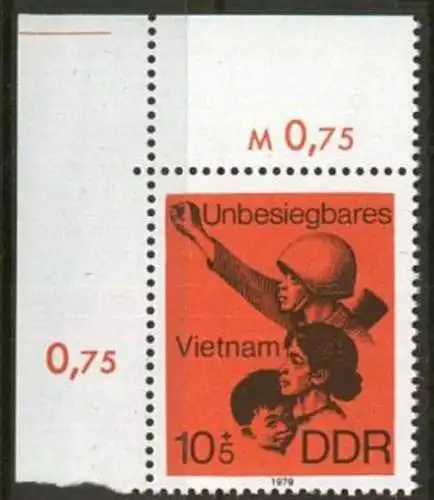 M 0,75
Unbesiegbares
0,75
Vietnam
10+5 DDR
1979